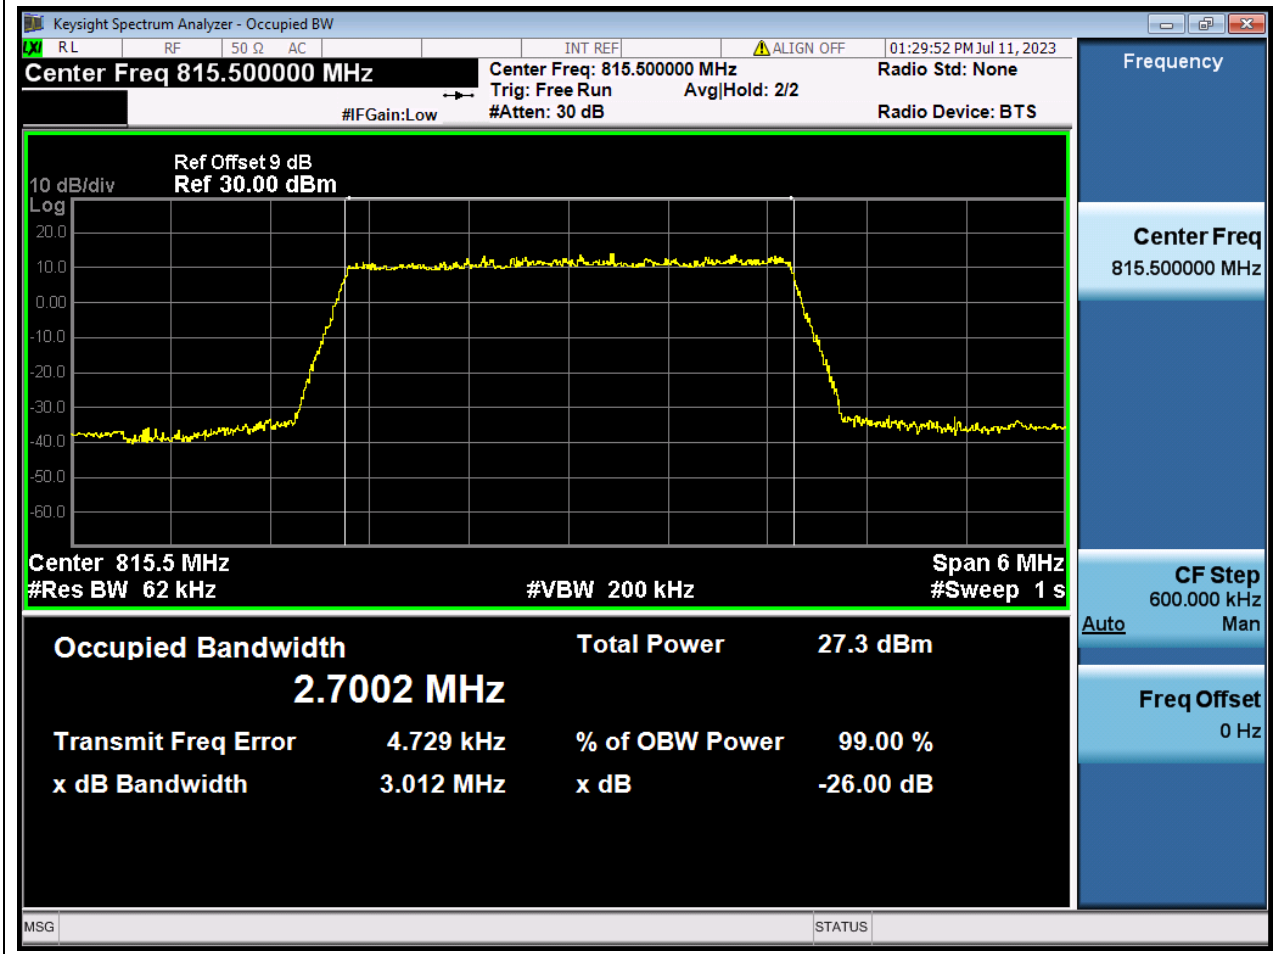 Keysight Spectrum Analyzer - Occupied BW
LXI RL RF 50 Ω AC INT REF ALIGN OFF 01:29:52 PM Jul 11, 2023
Center Freq 815.500000 MHz
Center Freq: 815.500000 MHz Radio Std: None
Trig: Free Run Avg|Hold: 2/2
#IFGain:Low #Atten: 30 dB Radio Device: BTS
Ref Offset 9 dB
10 dB/div Ref 30.00 dBm
Log
20.0
10.0
0.00
-10.0
-20.0
-30.0
-40.0
-50.0
-60.0
Center 815.5 MHz Span 6 MHz
#Res BW 62 kHz #VBW 200 kHz #Sweep 1 s
Occupied Bandwidth Total Power 27.3 dBm
2.7002 MHz
Transmit Freq Error 4.729 kHz % of OBW Power 99.00 %
x dB Bandwidth 3.012 MHz x dB -26.00 dB
Frequency
Center Freq
815.500000 MHz
CF Step
600.000 kHz
Auto Man
Freq Offset
0 Hz
MSG STATUS